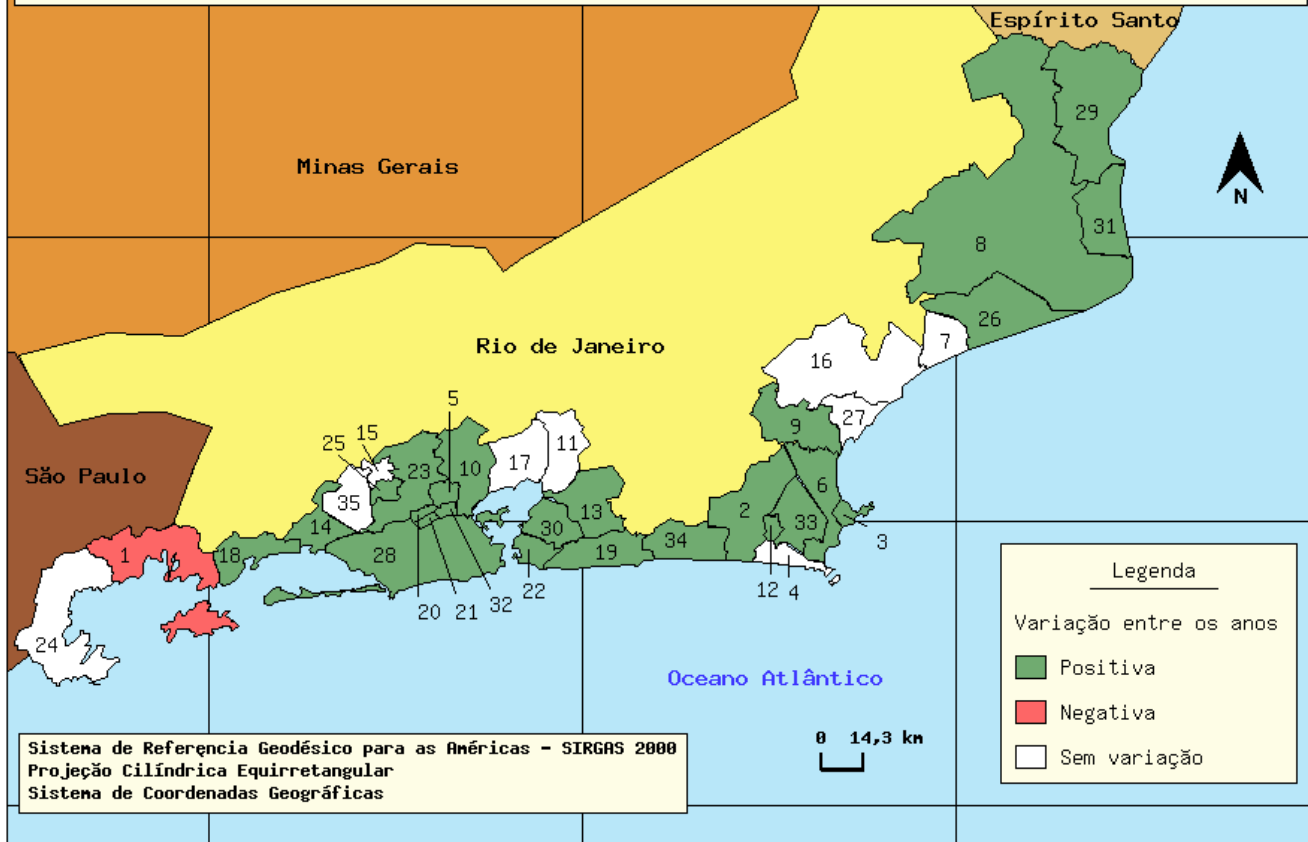 Espírito Santo
29
Minas Gerais
N
31
8
26
7
Rio de Janeiro
16
5
27
15
25
9
11
17
23
10
São Paulo
6
35
13
2
14
30
33
1
18
28
19
34
3
12
4
22
32
21
20
24
Legenda
Variação entre os anos
Positiva
Negativa
Sem variação
Oceano Atlântico
0 14,3 km
Sistema de Referência Geodésico para as Américas - SIRGAS 2000
Projeção Cilíndrica Equirretangular
Sistema de Coordenadas Geográficas